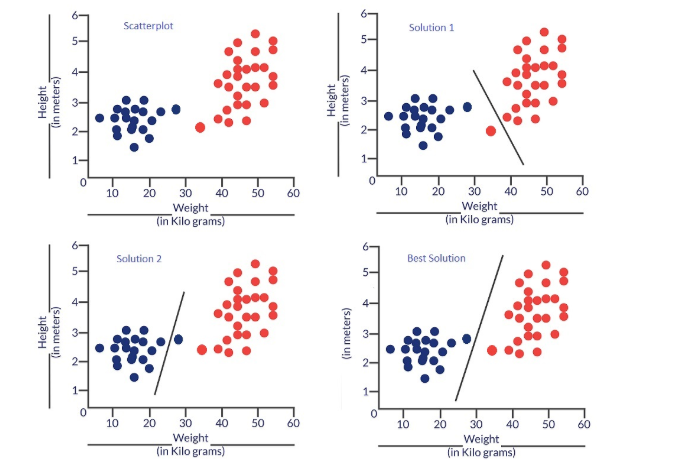 Scatterplot
6
5
4
3
2
1
0
10 20 30 40 50 60
Height
(in meters)
Weight
(in Kilo grams)
Solution 1
6
5
4
3
2
1
0
10 20 30 40 50 60
Height
(in meters)
Weight
(in Kilo grams)
Solution 2
6
5
4
3
2
1
0
10 20 30 40 50 60
Height
(in meters)
Weight
(in Kilo grams)
Best Solution
6
5
4
3
2
1
0
10 20 30 40 50 60
(in meters)
Weight
(in Kilo grams)